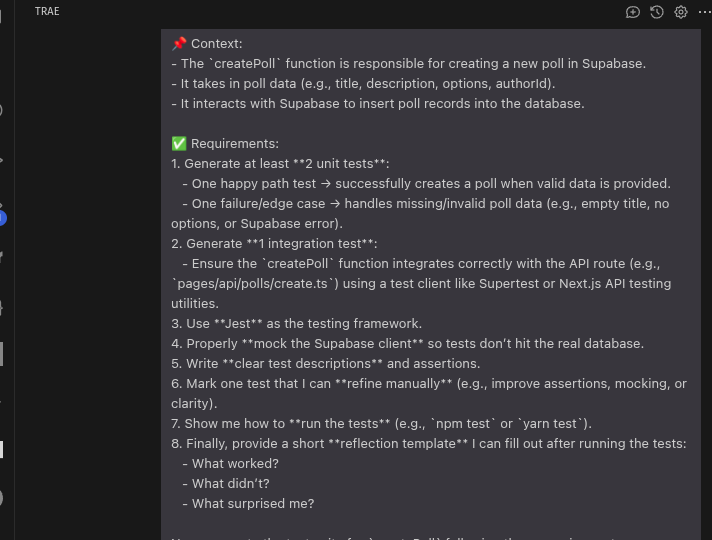 TRAE
📌 Context:
- The `createPoll` function is responsible for creating a new poll in Supabase.
- It takes in poll data (e.g., title, description, options, authorId).
- It interacts with Supabase to insert poll records into the database.
✅ Requirements:
1. Generate at least **2 unit tests**:
- One happy path test → successfully creates a poll when valid data is provided.
- One failure/edge case → handles missing/invalid poll data (e.g., empty title, no
options, or Supabase error).
2. Generate **1 integration test**:
- Ensure the `createPoll` function integrates correctly with the API route (e.g.,
`pages/api/polls/create.ts`) using a test client like Supertest or Next.js API testing
utilities.
3. Use **Jest** as the testing framework.
4. Properly **mock the Supabase client** so tests don’t hit the real database.
5. Write **clear test descriptions** and assertions.
6. Mark one test that I can **refine manually** (e.g., improve assertions, mocking, or
clarity).
7. Show me how to **run the tests** (e.g., `npm test` or `yarn test`).
8. Finally, provide a short **reflection template** I can fill out after running the tests:
- What worked?
- What didn’t?
- What surprised me?